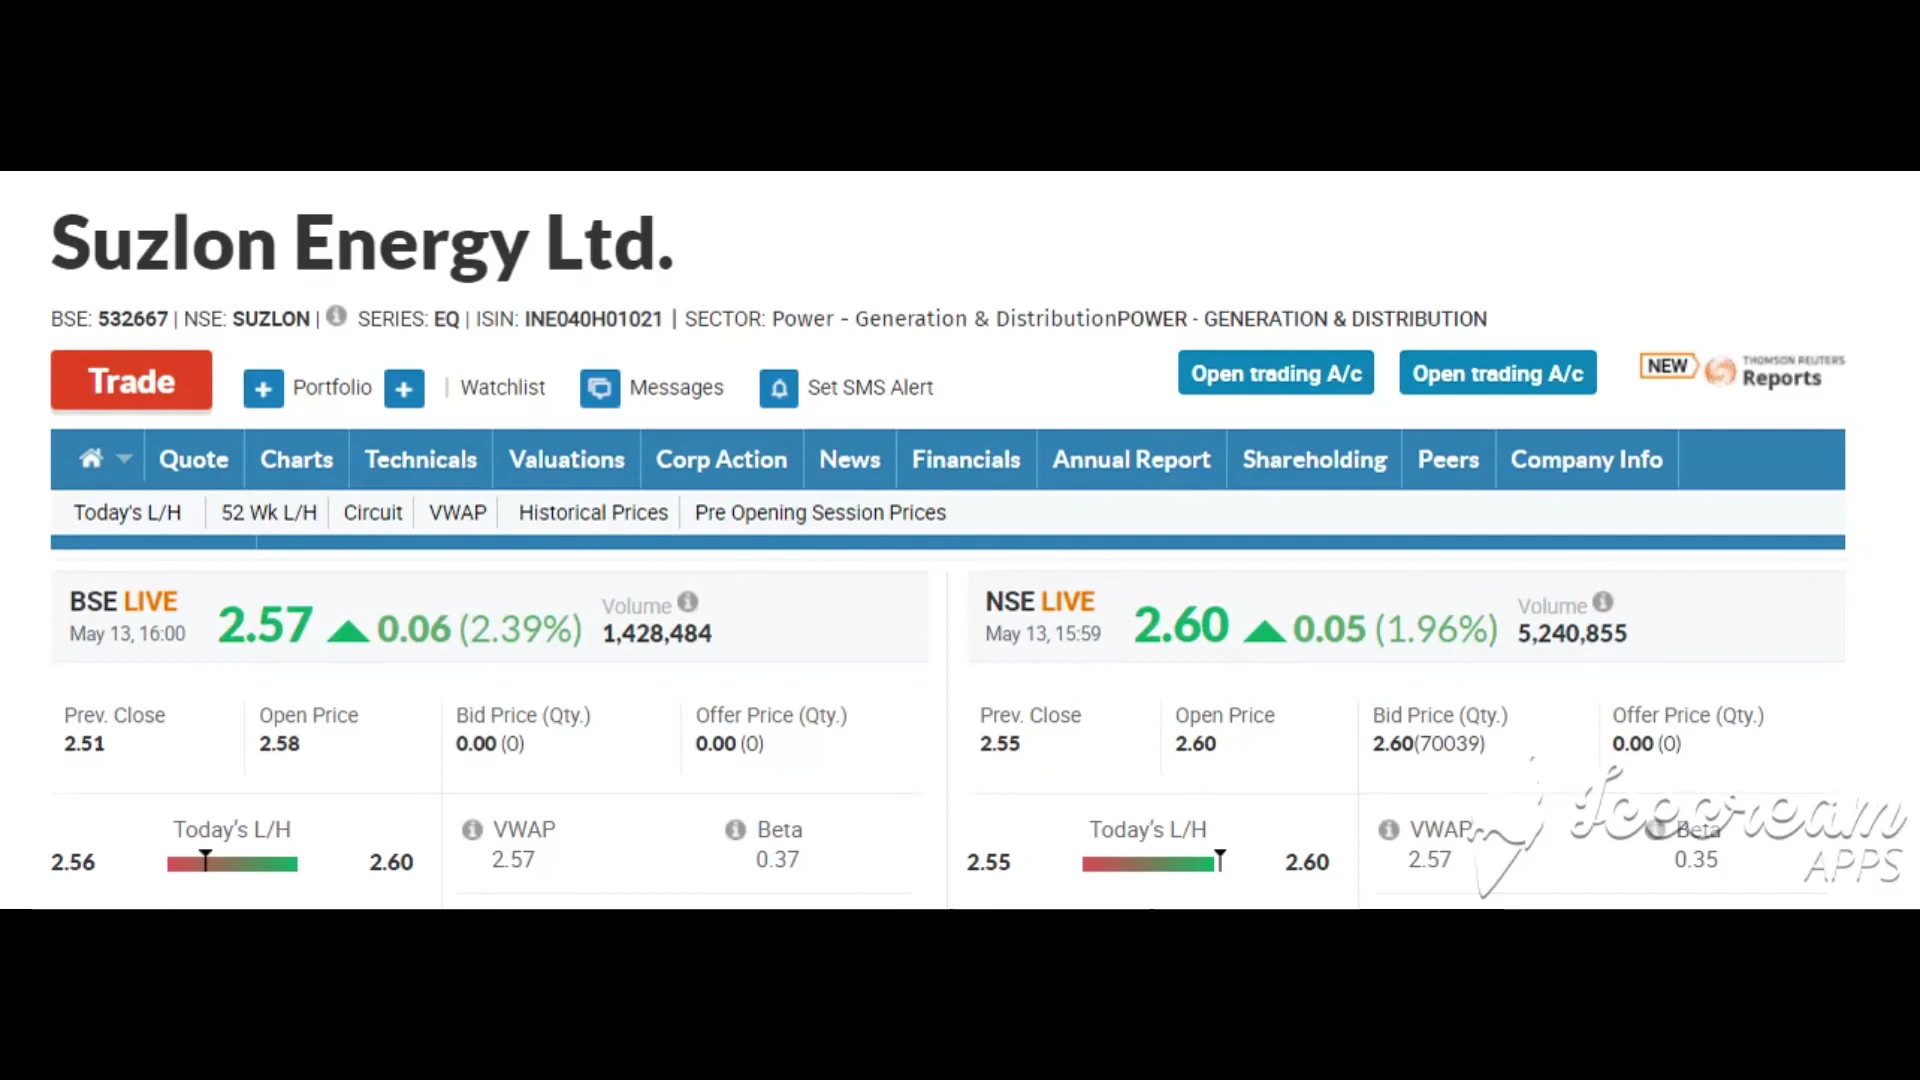 Suzlon Energy Ltd.
BSE: 532667 | NSE: SUZLON | SERIES: EQ | ISIN: INE040H01021 | SECTOR: Power - Generation & DistributionPOWER - GENERATION & DISTRIBUTION
Trade + Portfolio + | Watchlist Messages Set SMS Alert Open trading A/c Open trading A/c NEW THOMSON REUTERS
Reports
Quote Charts Technicals Valuations Corp Action News Financials Annual Report Shareholding Peers Company Info
Today's L/H 52 Wk L/H Circuit VWAP Historical Prices Pre Opening Session Prices
BSE LIVE
May 13, 16:00
2.57 0.06 (2.39%)
Volume
1,428,484
NSE LIVE
May 13, 15:59
2.60 0.05 (1.96%)
Volume
5,240,855
Prev. Close
2.51
Open Price
2.58
Bid Price (Qty.)
0.00 (0)
Offer Price (Qty.)
0.00 (0)
Prev. Close
2.55
Open Price
2.60
Bid Price (Qty.)
2.60(70039)
Offer Price (Qty.)
0.00 (0)
Today's L/H
2.56 2.60
VWAP
2.57
Beta
0.37
Today's L/H
2.55 2.60
VWAP
2.57
Beta
0.35
Icecream
APPS